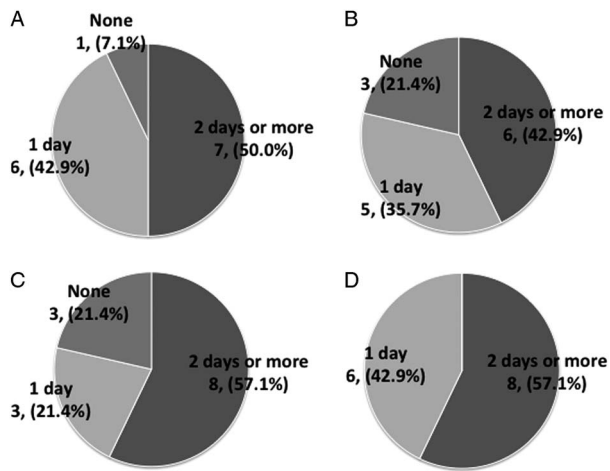 A
None
1, (7.1%)
2 days or more
7, (50.0%)
1 day
6, (42.9%)
B
None
3, (21.4%)
2 days or more
6, (42.9%)
1 day
5, (35.7%)
C
None
3, (21.4%)
2 days or more
8, (57.1%)
1 day
3, (21.4%)
D
1 day
6, (42.9%)
2 days or more
8, (57.1%)